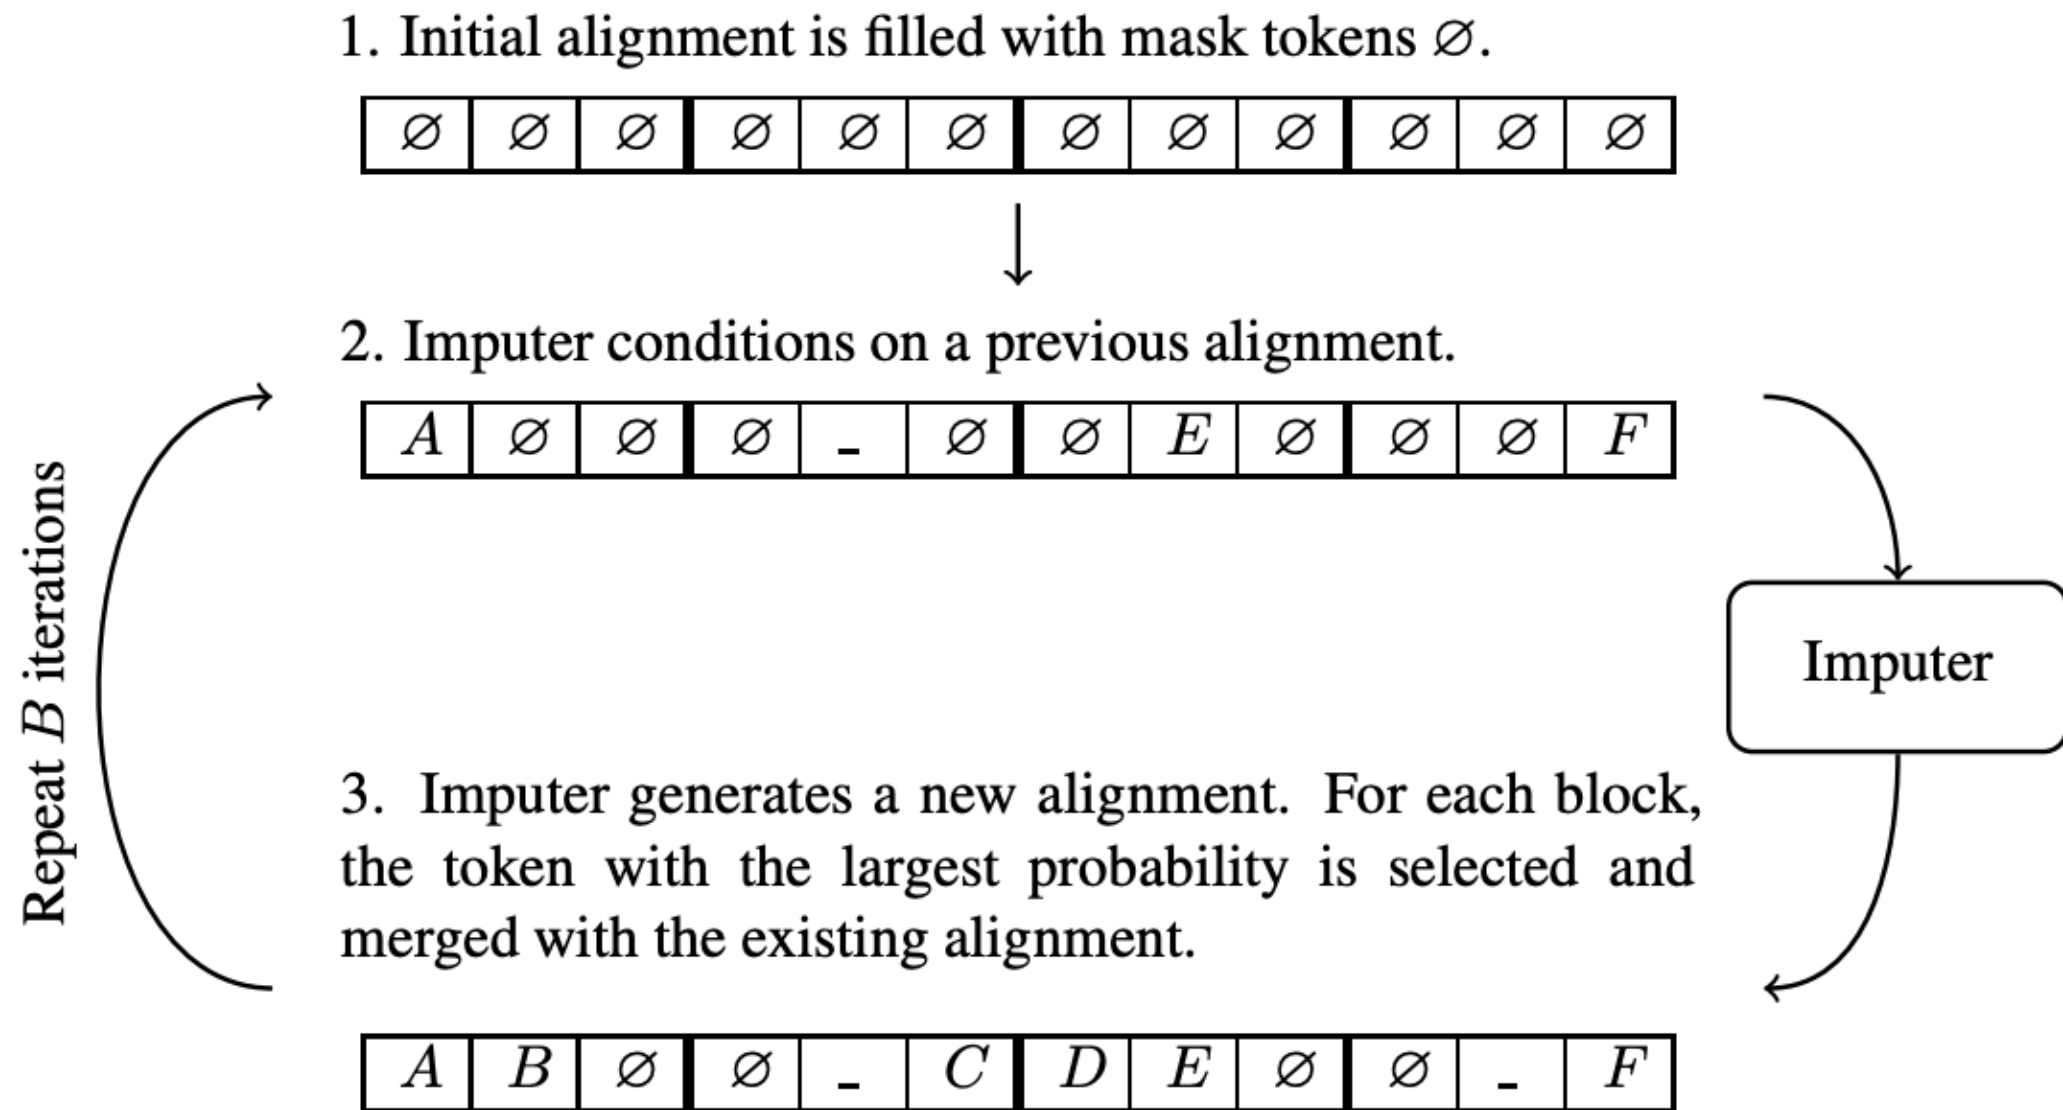 1. Initial alignment is filled with mask tokens ∅.
∅ ∅ ∅ ∅ ∅ ∅ ∅ ∅ ∅ ∅ ∅ ∅
2. Imputer conditions on a previous alignment.
A ∅ ∅ ∅ _ ∅ ∅ E ∅ ∅ ∅ F
Repeat B iterations
Imputer
3. Imputer generates a new alignment. For each block,
the token with the largest probability is selected and
merged with the existing alignment.
A B ∅ ∅ _ C D E ∅ ∅ _ F